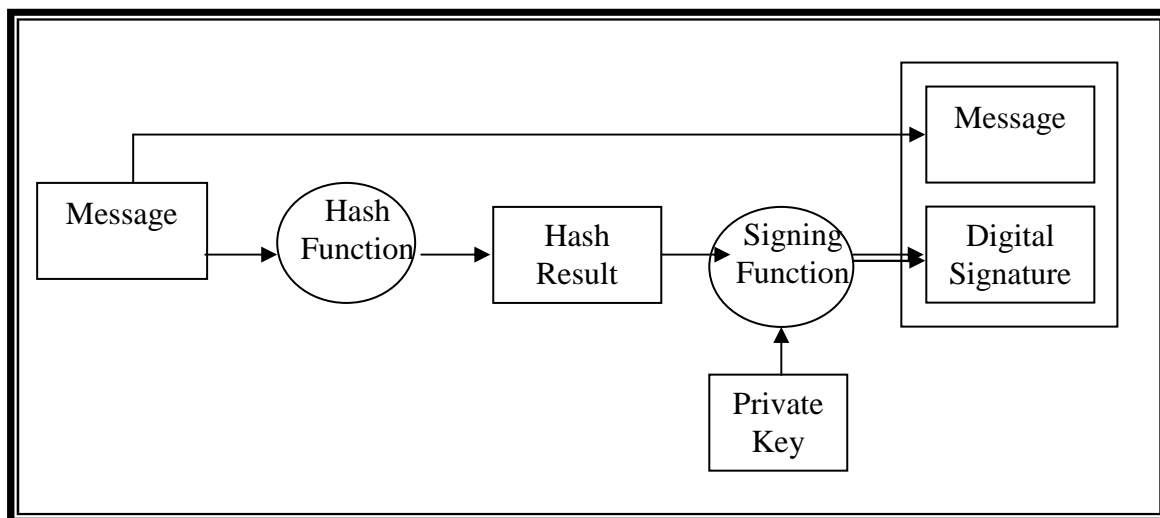 Message
Message
Hash
Function
Hash
Result
Signing
Function
Digital
Signature
Private
Key